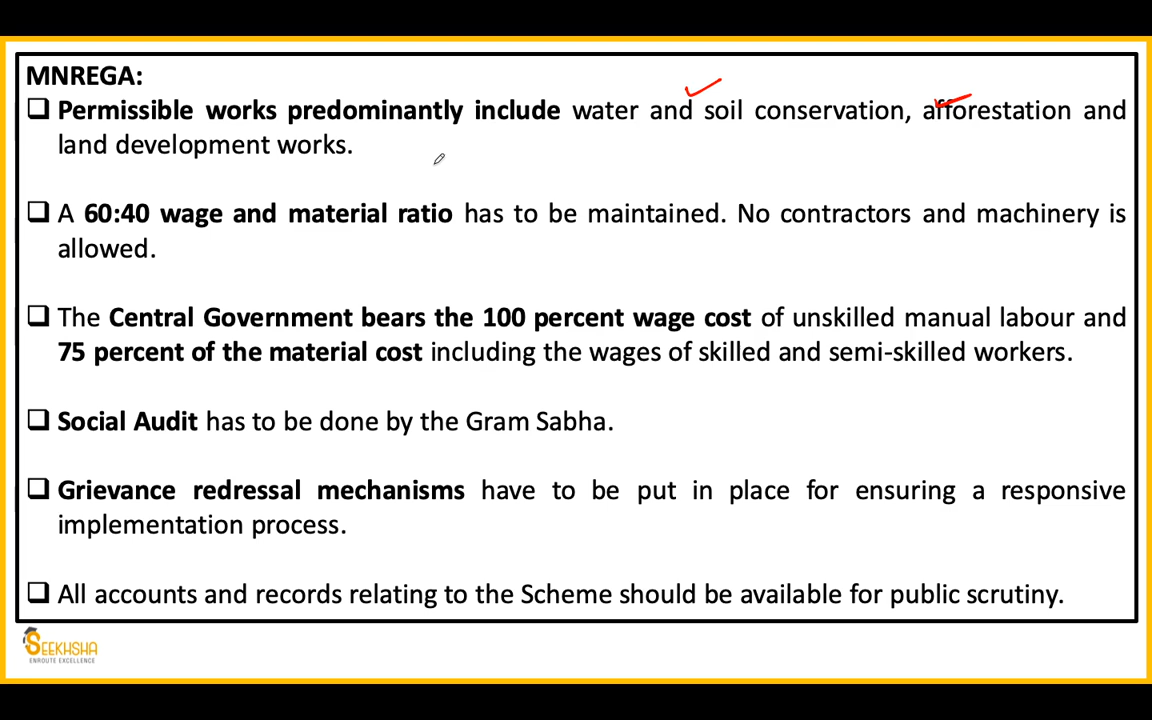 MNREGA:
Permissible works predominantly include water and soil conservation, afforestation and
land development works.
A 60:40 wage and material ratio has to be maintained. No contractors and machinery is
allowed.
The Central Government bears the 100 percent wage cost of unskilled manual labour and
75 percent of the material cost including the wages of skilled and semi-skilled workers.
Social Audit has to be done by the Gram Sabha.
Grievance redressal mechanisms have to be put in place for ensuring a responsive
implementation process.
All accounts and records relating to the Scheme should be available for public scrutiny.
SEEKHSHA
ENROUTE EXCELLENCE